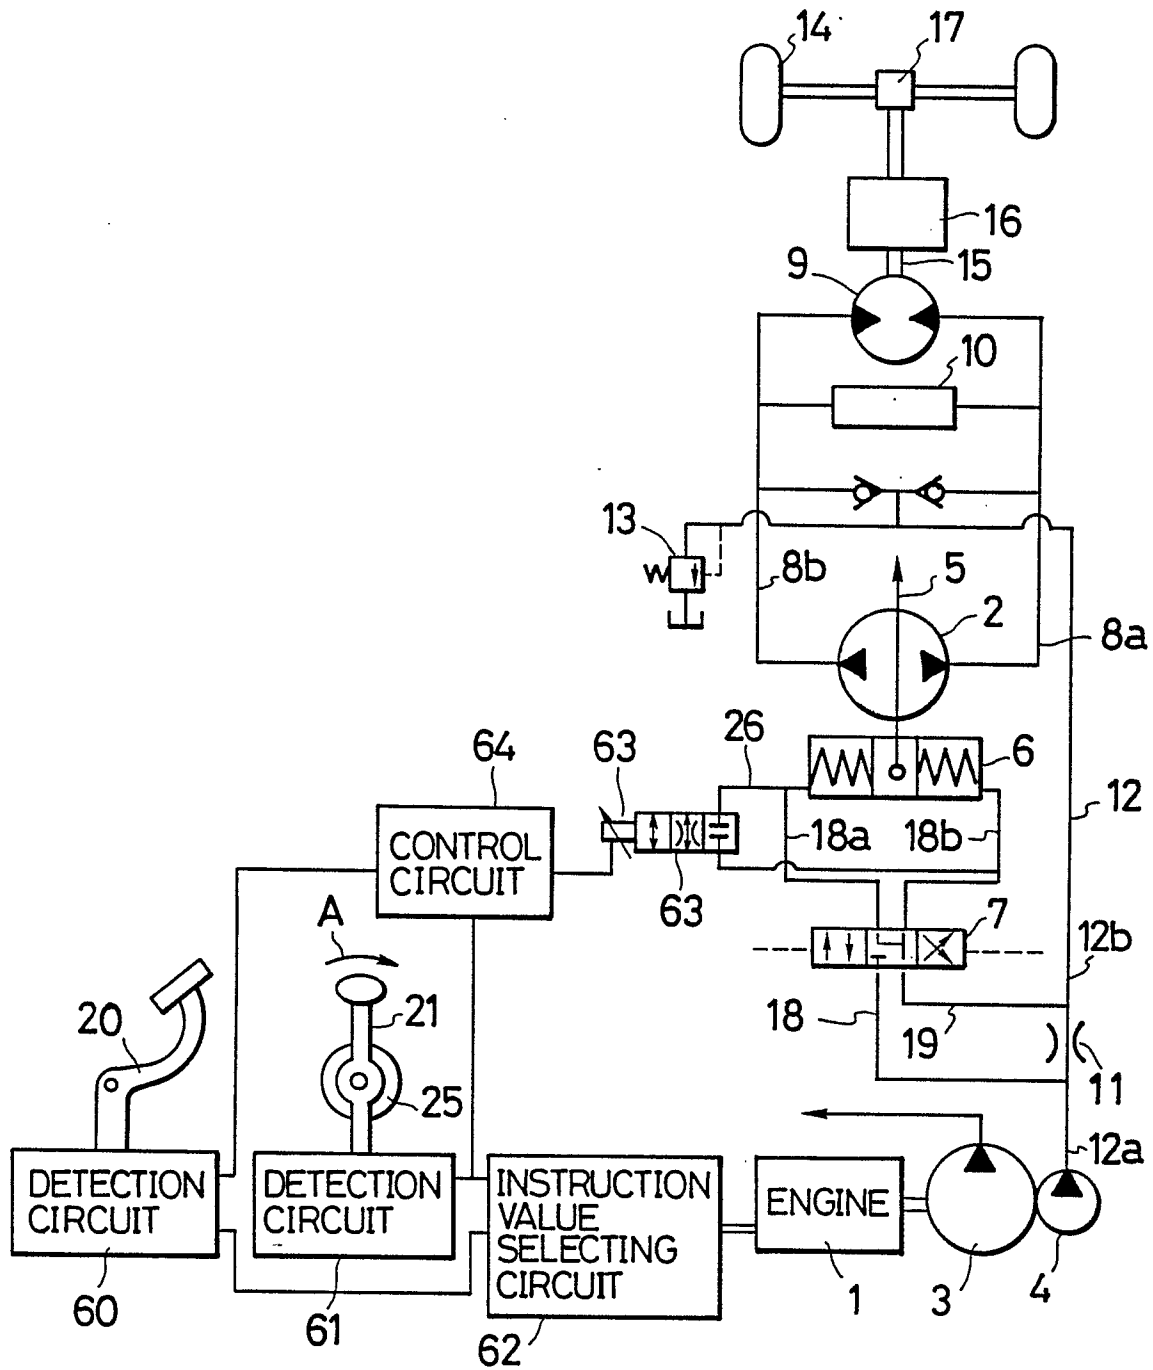 14
17
16
15
9
10
13
8b
5
2
8a
64
63
26
6
12
18a
18b
CONTROL
CIRCUIT
63
A
7
12b
20
21
18
19
11
25
12a
DETECTION
CIRCUIT
DETECTION
CIRCUIT
INSTRUCTION
VALUE
SELECTING
CIRCUIT
ENGINE
60
61
62
1
3
4